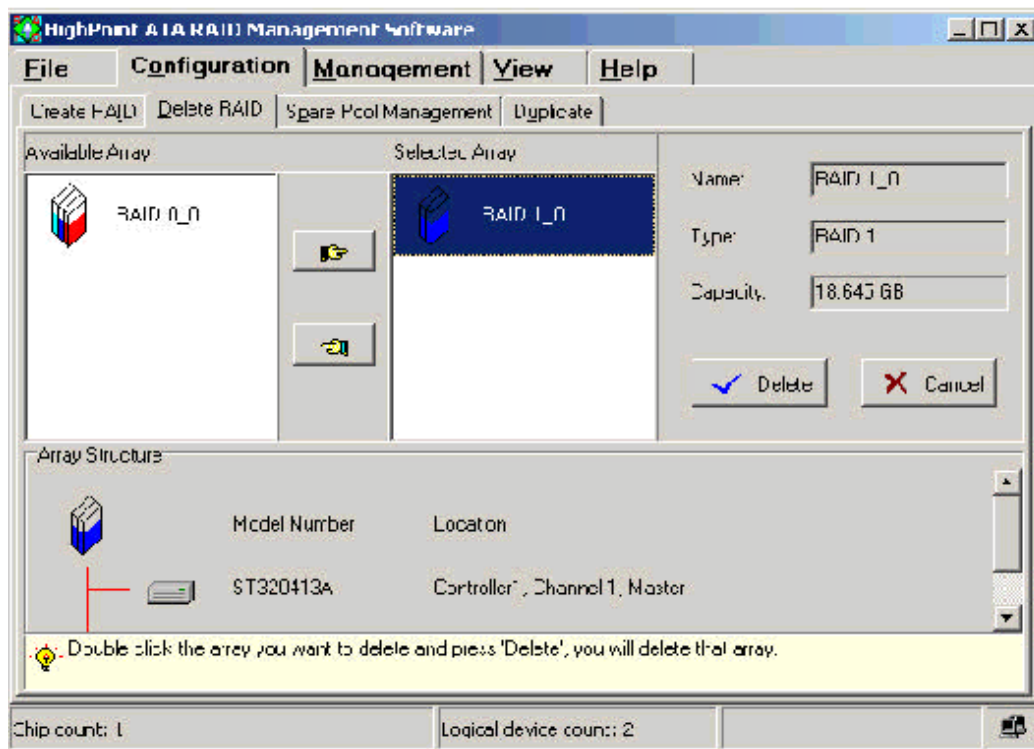 HighPoint ATA RAID Management Software
File Configuration Management View Help
Create RAID Delete RAID Spare Pool Management Duplicate
Available Array Selected Array
RAID 0_0 RAID 1_0
Name: RAID 1_0
Type: RAID 1
Capacity: 18.645 GB
Delete Cancel
Array Structure
Model Number Location
ST320413A Controller1, Channel 1, Master
Double click the array you want to delete and press 'Delete', you will delete that array.
Chip count: 1 Logical device count: 2